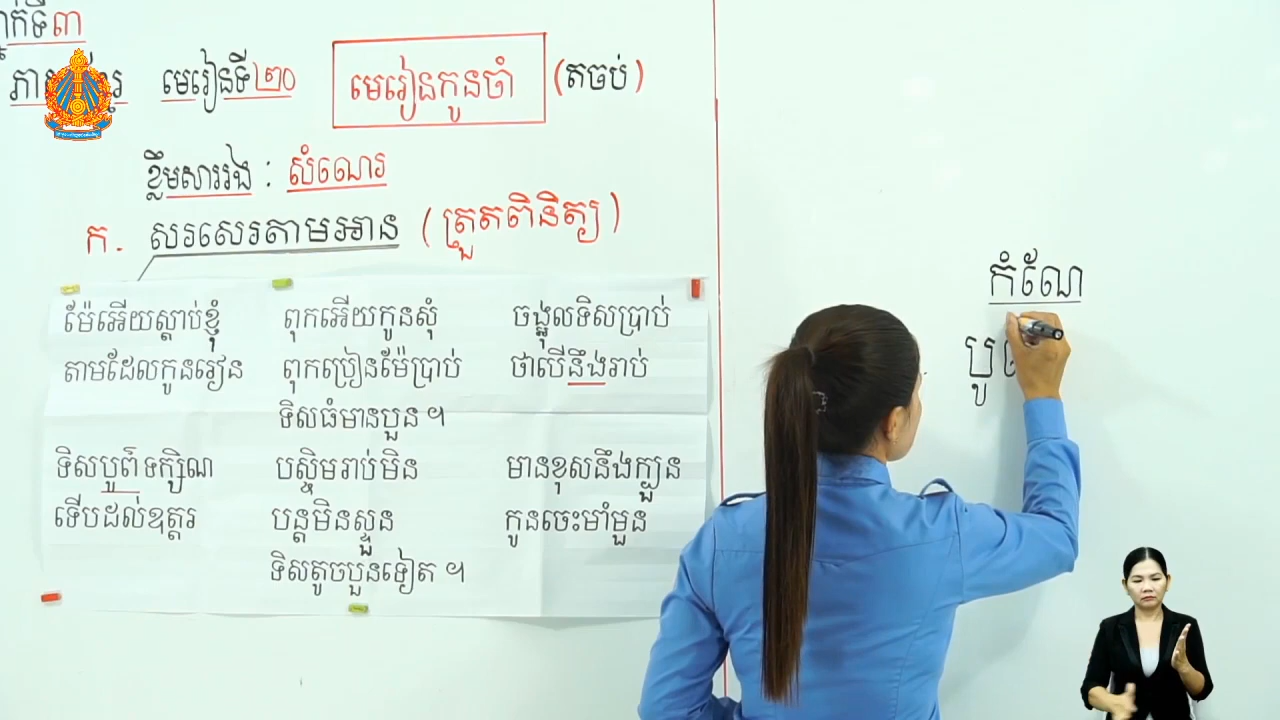 ថ្នាក់ទី៣
ភាសាខ្មែរ មេរៀនទី២០ មេរៀនកូនចាំ (តចប់)
ខ្លឹមសាររង : សំណេរ
ក. សរសេរតាមអាន (ត្រួតពិនិត្យ)
ម៉ែអើយស្ដាប់ខ្ញុំ ពុកអើយកូនសុំ ចង្អុលទិសប្រាប់
តាមដែលកូនរៀន ពុកប្រៀនម៉ែប្រាប់ ថាបើនឹងរាប់
ទិសធំមានបួន ។
ទិសបូព៌ទក្សិណ បស្ចិមរាប់មិន មានខុសនឹងក្បួន
ទើបដល់ឧត្តរ បន្តមិនស្ទួន កូនចេះមាំមួន
ទិសតូចបួនទៀត ។
កំណែ
បូ